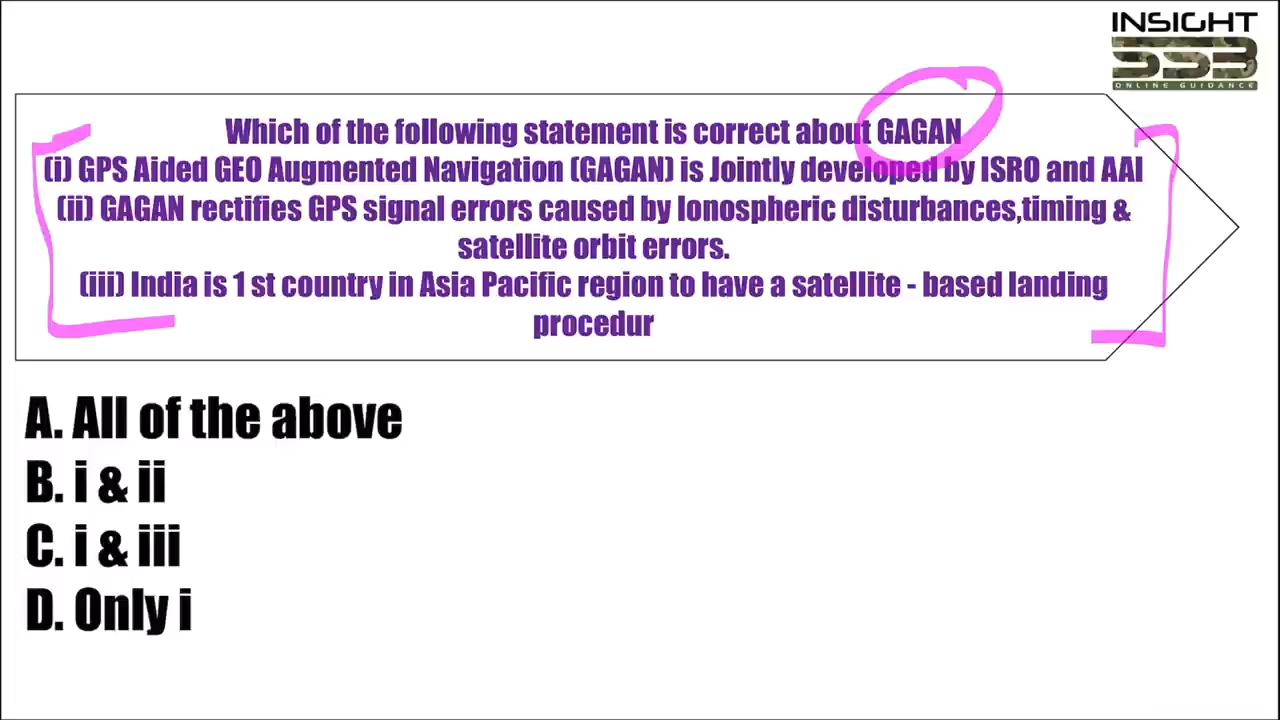 INSIGHT
SSB
ONLINE GUIDANCE
Which of the following statement is correct about GAGAN
(i) GPS Aided GEO Augmented Navigation (GAGAN) is Jointly developed by ISRO and AAI
(ii) GAGAN rectifies GPS signal errors caused by Ionospheric disturbances,timing &
satellite orbit errors.
(iii) India is 1 st country in Asia Pacific region to have a satellite - based landing
procedur
A. All of the above
B. i & ii
C. i & iii
D. Only i